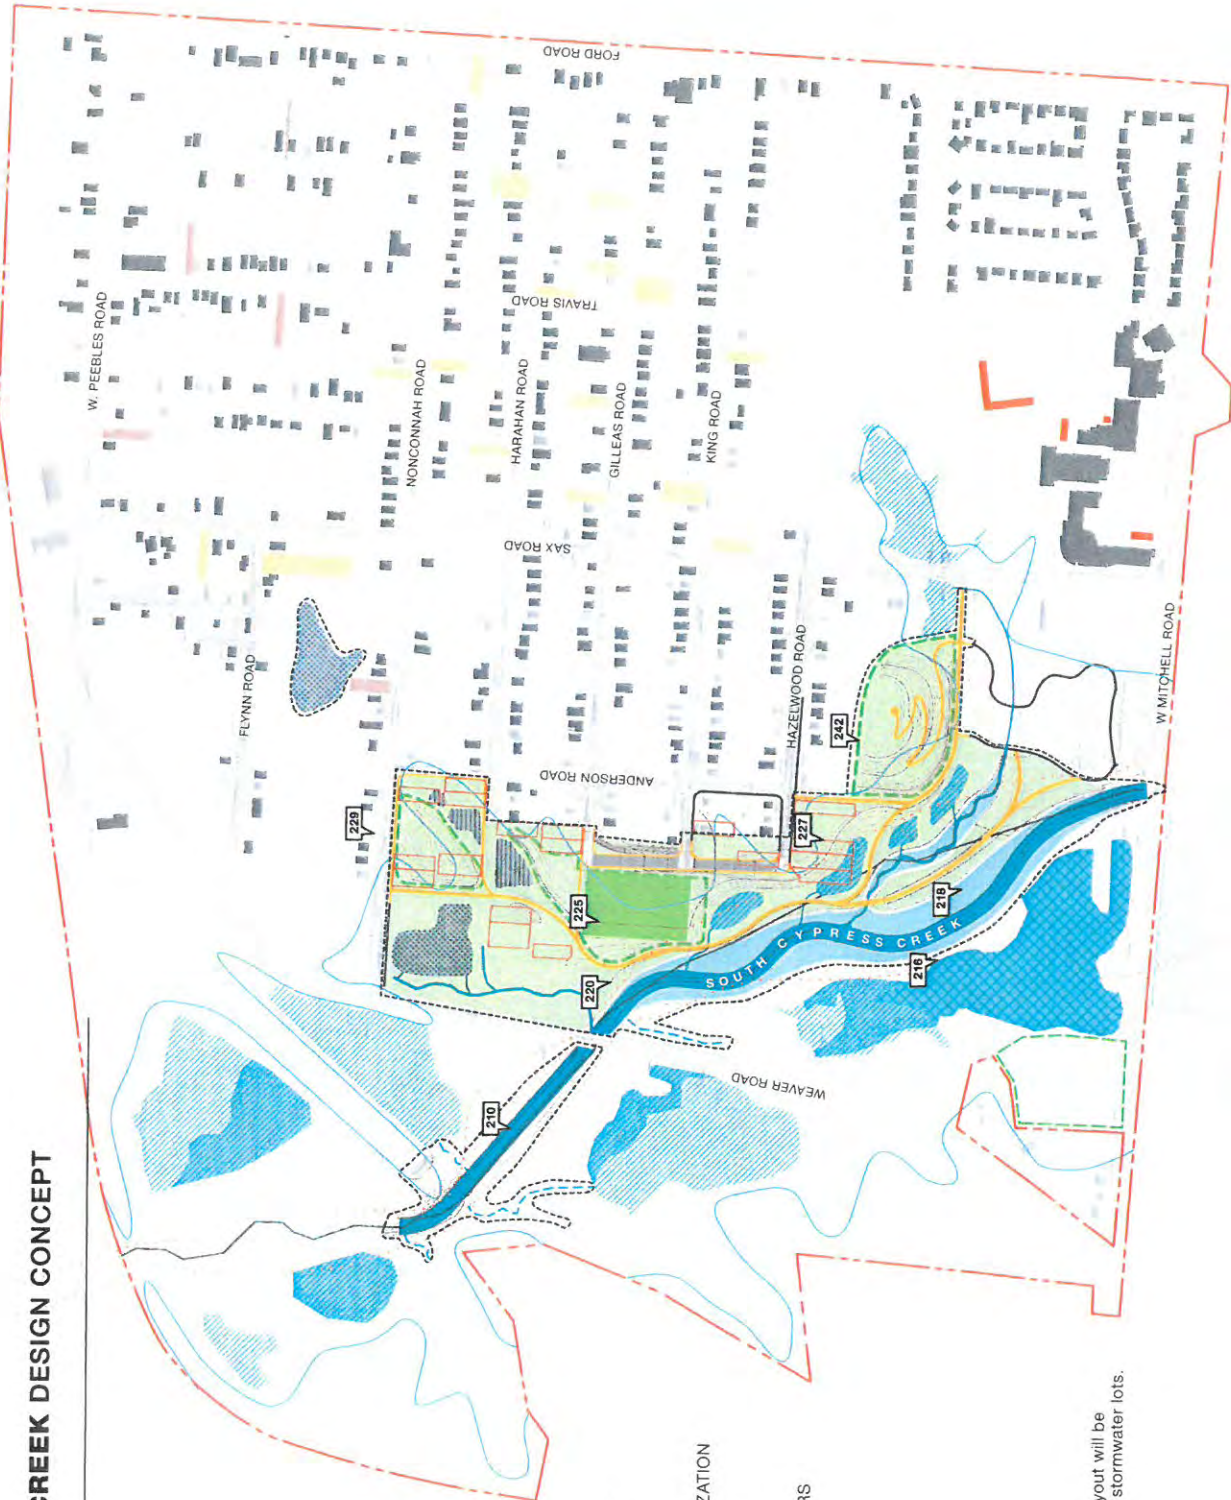 CREEK DESIGN CONCEPT
W. PEEBLES ROAD
FORD ROAD
FLYNN ROAD
NONCONNAH ROAD
HARAHAN ROAD
TRAVIS ROAD
GILLEAS ROAD
KING ROAD
SAX ROAD
HAZELWOOD ROAD
ANDERSON ROAD
W MITCHELL ROAD
WEAVER ROAD
SOUTH CYPRESS CREEK
229
242
227
225
218
216
220
210
yout will be
stormwater lots.